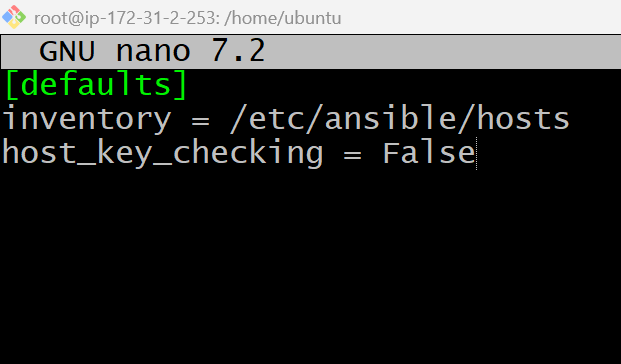 root@ip-172-31-2-253: /home/ubuntu
GNU nano 7.2
[defaults]
inventory = /etc/ansible/hosts
host_key_checking = False